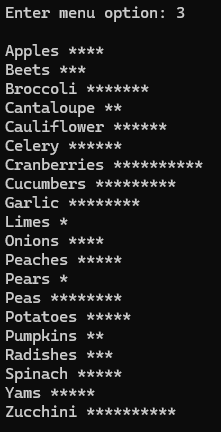 Enter menu option: 3
Apples ****
Beets ***
Broccoli *******
Cantaloupe **
Cauliflower ******
Celery ******
Cranberries **********
Cucumbers *********
Garlic ********
Limes *
Onions ****
Peaches *****
Pears *
Peas ********
Potatoes *****
Pumpkins **
Radishes ***
Spinach *****
Yams *****
Zucchini **********